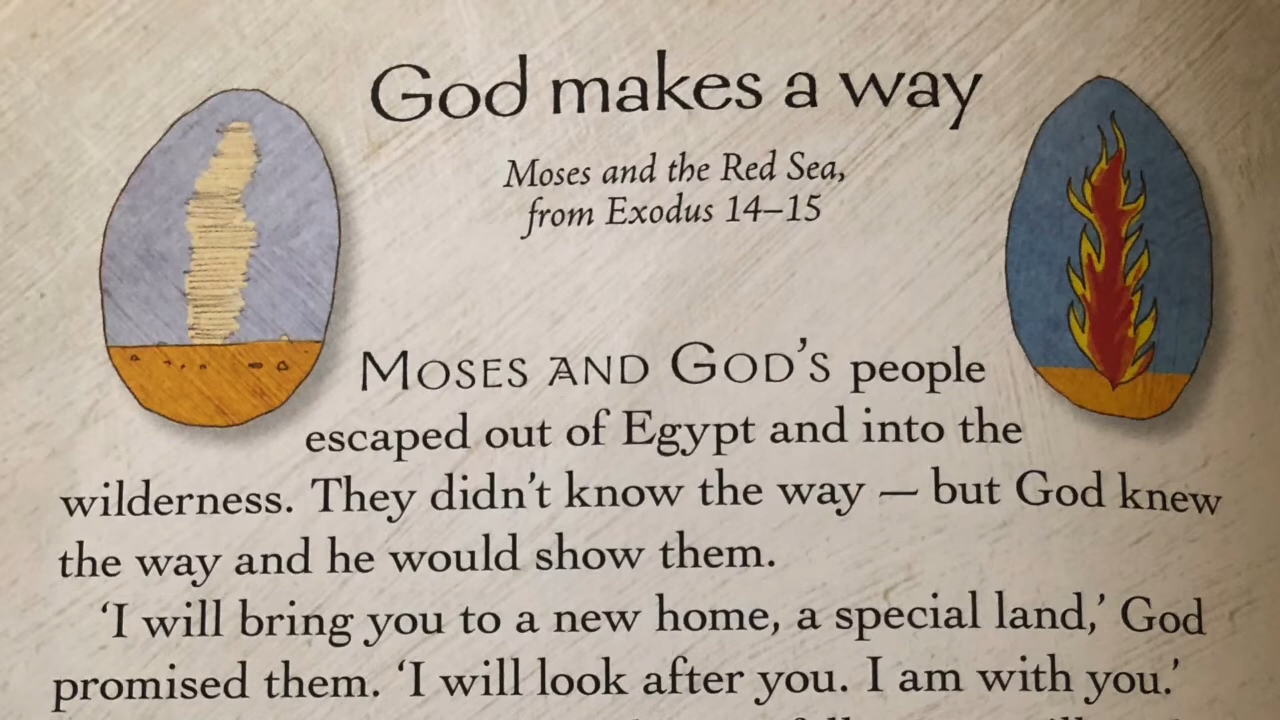 God makes a way
Moses and the Red Sea,
from Exodus 14–15
MOSES AND GOD'S people
escaped out of Egypt and into the
wilderness. They didn't know the way — but God knew
the way and he would show them.
'I will bring you to a new home, a special land,' God
promised them. 'I will look after you. I am with you.'